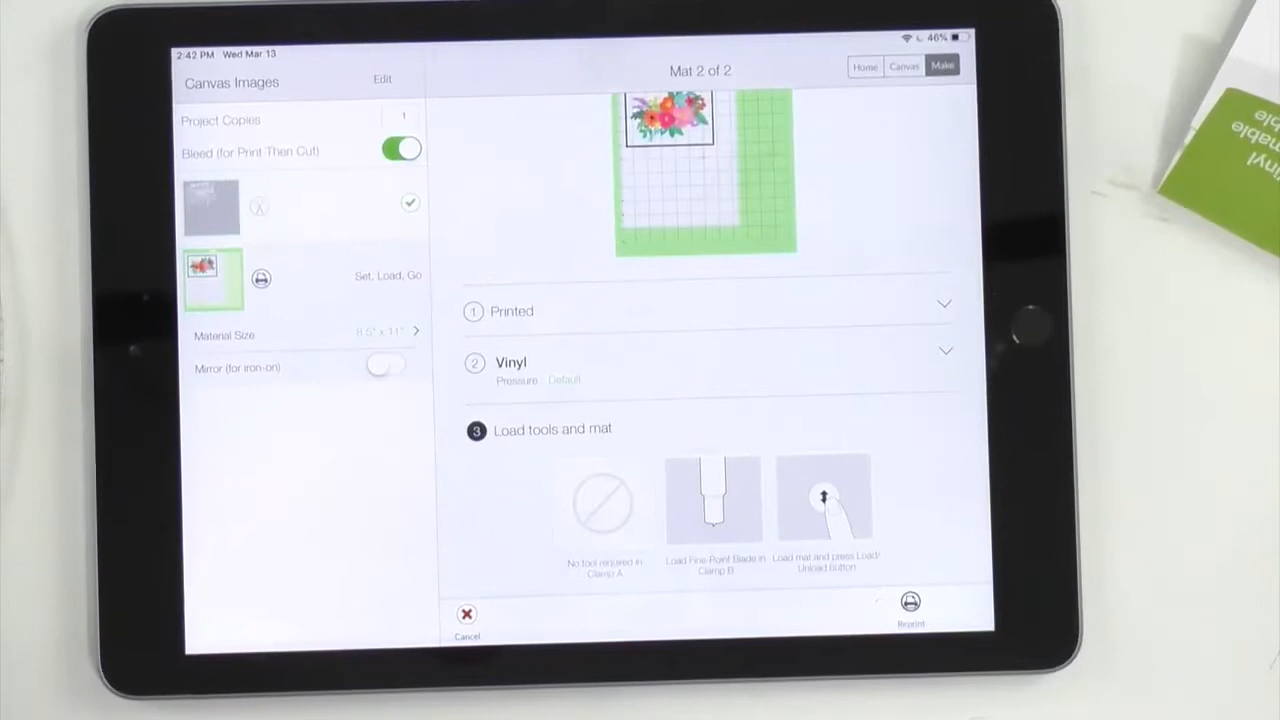 2:42 PM Wed Mar 13
46%
Canvas Images
Edit
Mat 2 of 2
Home
Canvas
Make
Project Copies
1
Bleed (for Print Then Cut)
Set, Load, Go
Material Size
8.5" x 11"
Mirror (for iron-on)
1 Printed
2 Vinyl
Pressure: Default
3 Load tools and mat
No tool required in
Clamp A
Load Fine-Point Blade in
Clamp B
Load mat and press Load/
Unload button
Cancel
Reprint
Vinyl